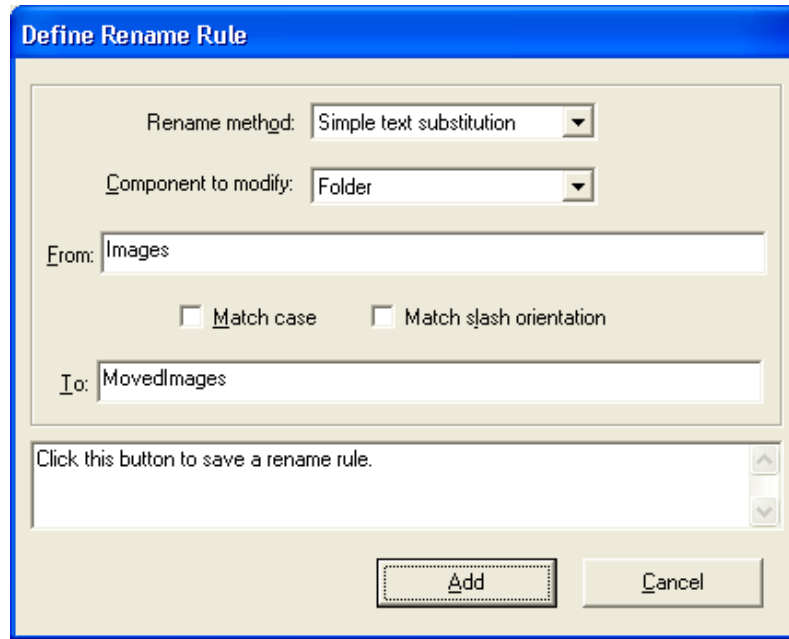 Define Rename Rule
Rename method: Simple text substitution
Component to modify: Folder
From: Images
Match case Match slash orientation
To: MovedImages
Click this button to save a rename rule.
Add Cancel